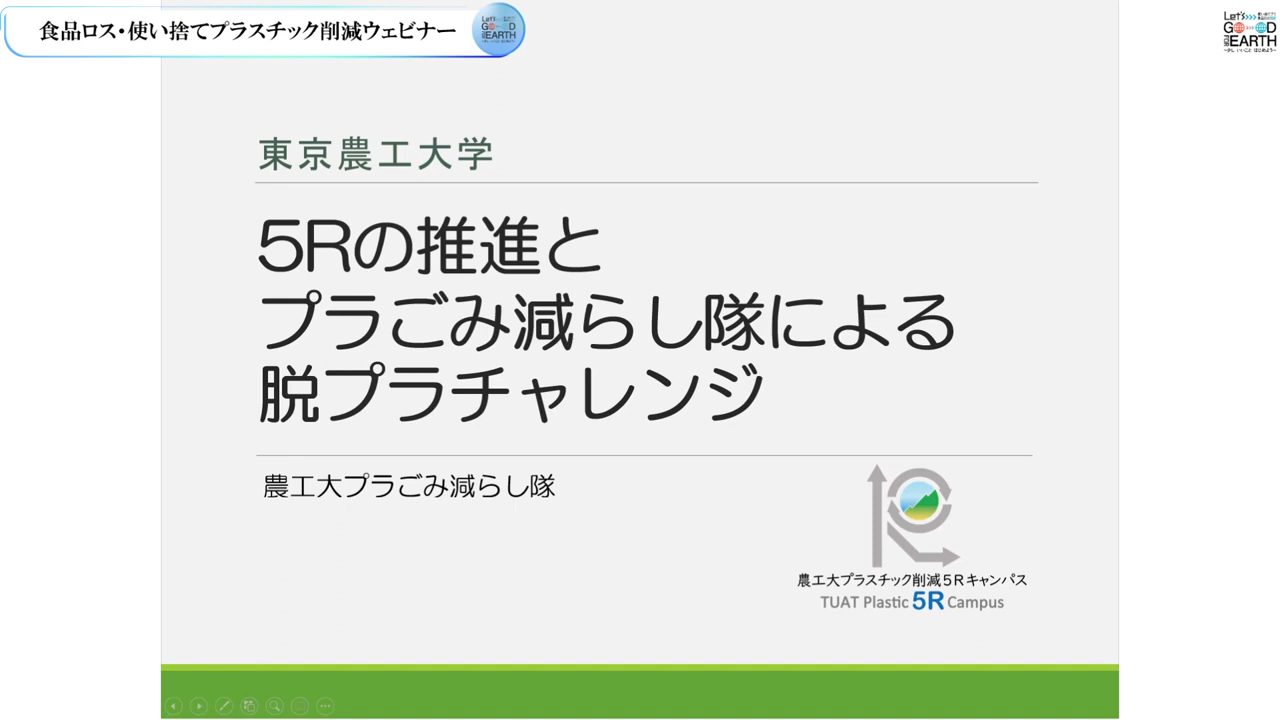 食品ロス・使い捨てプラスチック削減ウェビナー
Let's
GOOD
FOR EARTH
東京農工大学
5Rの推進と
プラごみ減らし隊による
脱プラチャレンジ
農工大プラごみ減らし隊
農工大プラスチック削減5Rキャンパス
TUAT Plastic 5R Campus